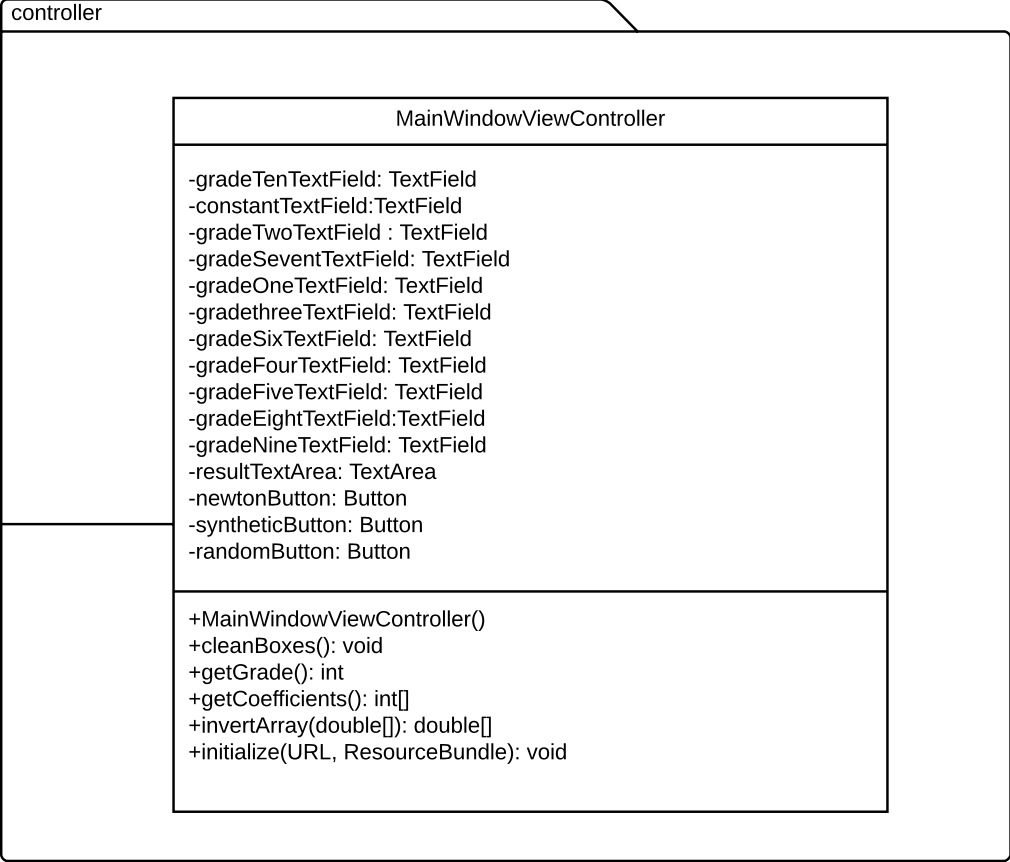 controller
MainWindowViewController
-gradeTenTextField: TextField
-constantTextField:TextField
-gradeTwoTextField : TextField
-gradeSeventTextField: TextField
-gradeOneTextField: TextField
-gradethreeTextField: TextField
-gradeSixTextField: TextField
-gradeFourTextField: TextField
-gradeFiveTextField: TextField
-gradeEightTextField:TextField
-gradeNineTextField: TextField
-resultTextArea: TextArea
-newtonButton: Button
-syntheticButton: Button
-randomButton: Button
+MainWindowViewController()
+cleanBoxes(): void
+getGrade(): int
+getCoefficients(): int[]
+invertArray(double[]): double[]
+initialize(URL, ResourceBundle): void